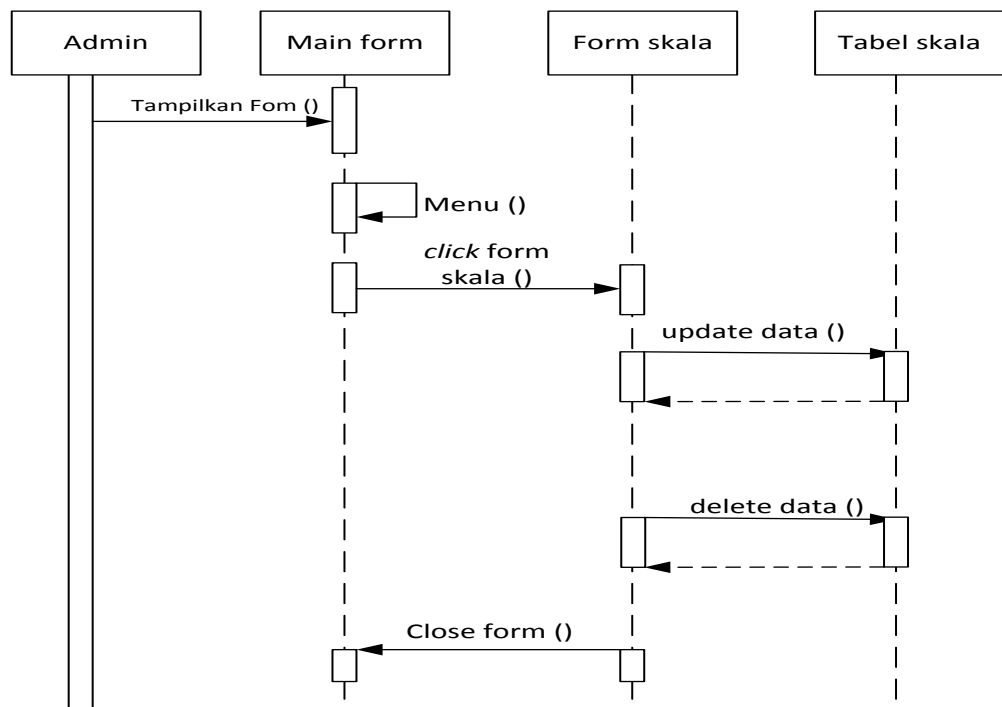 Admin
Main form
Form skala
Tabel skala
Tampilkan Fom ()
Menu ()
click form
skala ()
update data ()
delete data ()
Close form ()